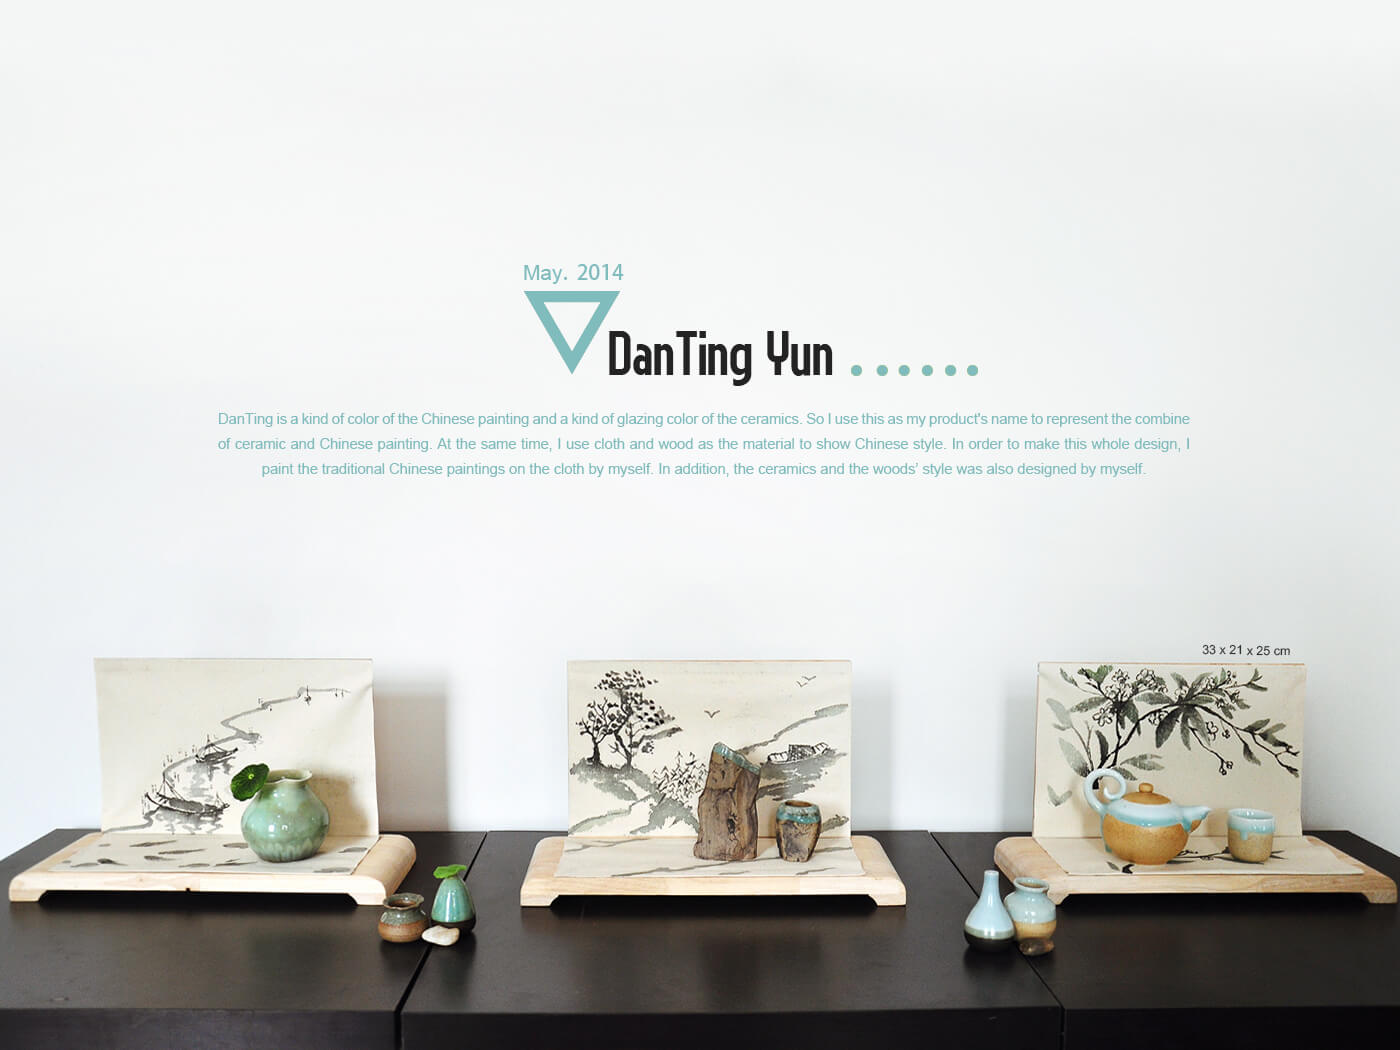 May. 2014
DanTing Yun ......
DanTing is a kind of color of the Chinese painting and a kind of glazing color of the ceramics. So I use this as my product's name to represent the combine
of ceramic and Chinese painting. At the same time, I use cloth and wood as the material to show Chinese style. In order to make this whole design, I
paint the traditional Chinese paintings on the cloth by myself. In addition, the ceramics and the woods’ style was also designed by myself.
33 x 21 x 25 cm